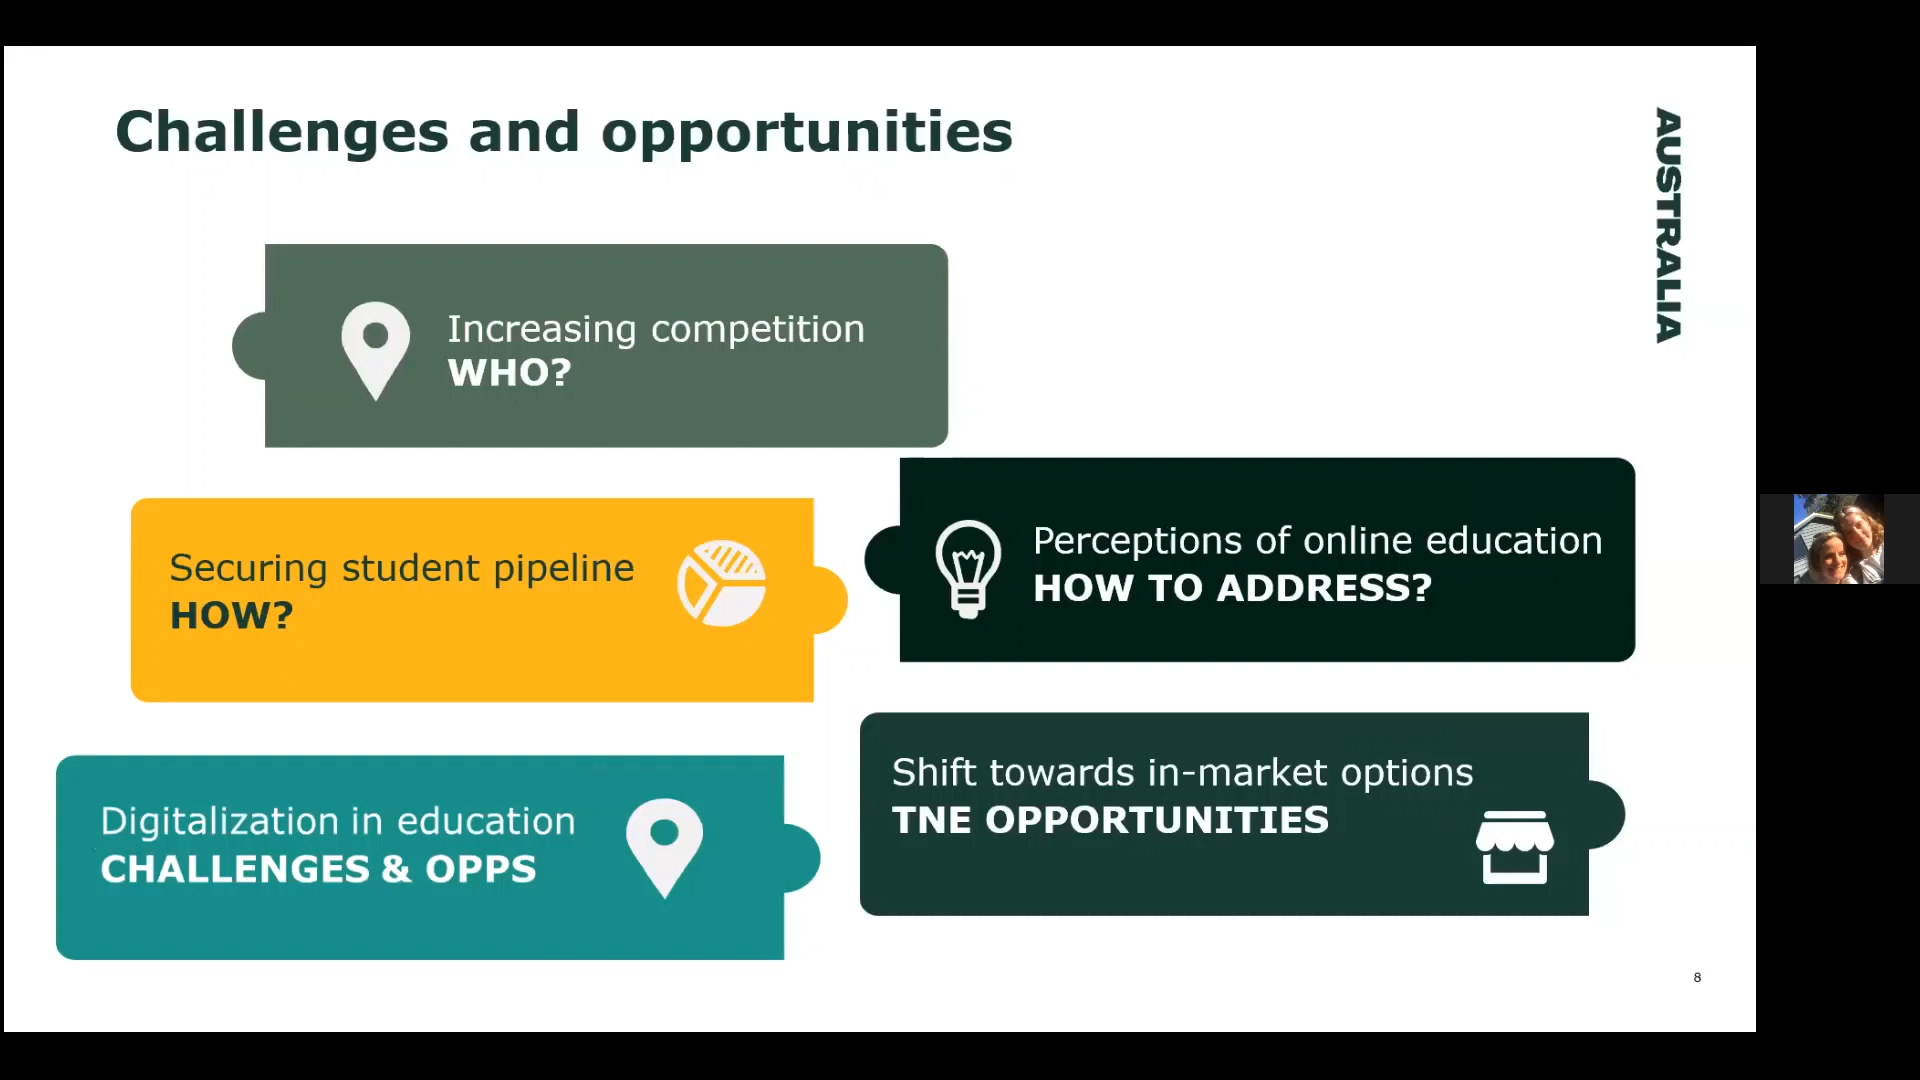 Challenges and opportunities
AUSTRALIA
Increasing competition
WHO?
Securing student pipeline
HOW?
Perceptions of online education
HOW TO ADDRESS?
Digitalization in education
CHALLENGES & OPPS
Shift towards in-market options
TNE OPPORTUNITIES
8